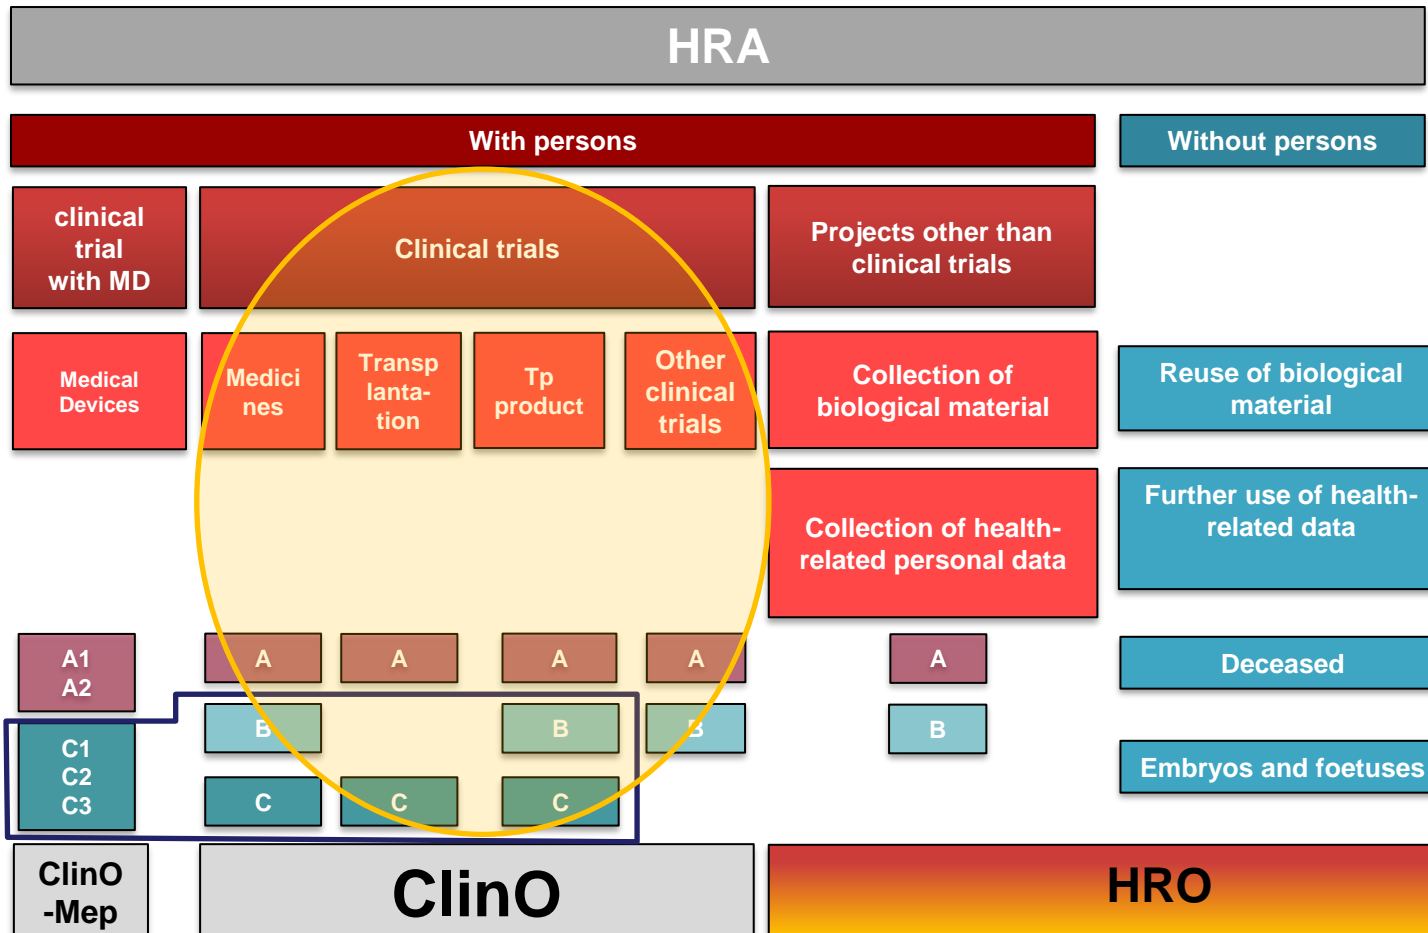 HRA
With persons
Without persons
clinical
trial
with MD
Clinical trials
Projects other than
clinical trials
Medical
Devices
Medici
nes
Transp
lanta-
tion
Tp
product
Other
clinical
trials
Collection of
biological material
Reuse of biological
material
Collection of health-
related personal data
Further use of health-
related data
A1
A2
A
A
A
A
A
Deceased
B
B
B
B
C1
C2
C3
C
C
C
Embryos and foetuses
ClinO
-Mep
ClinO
HRO